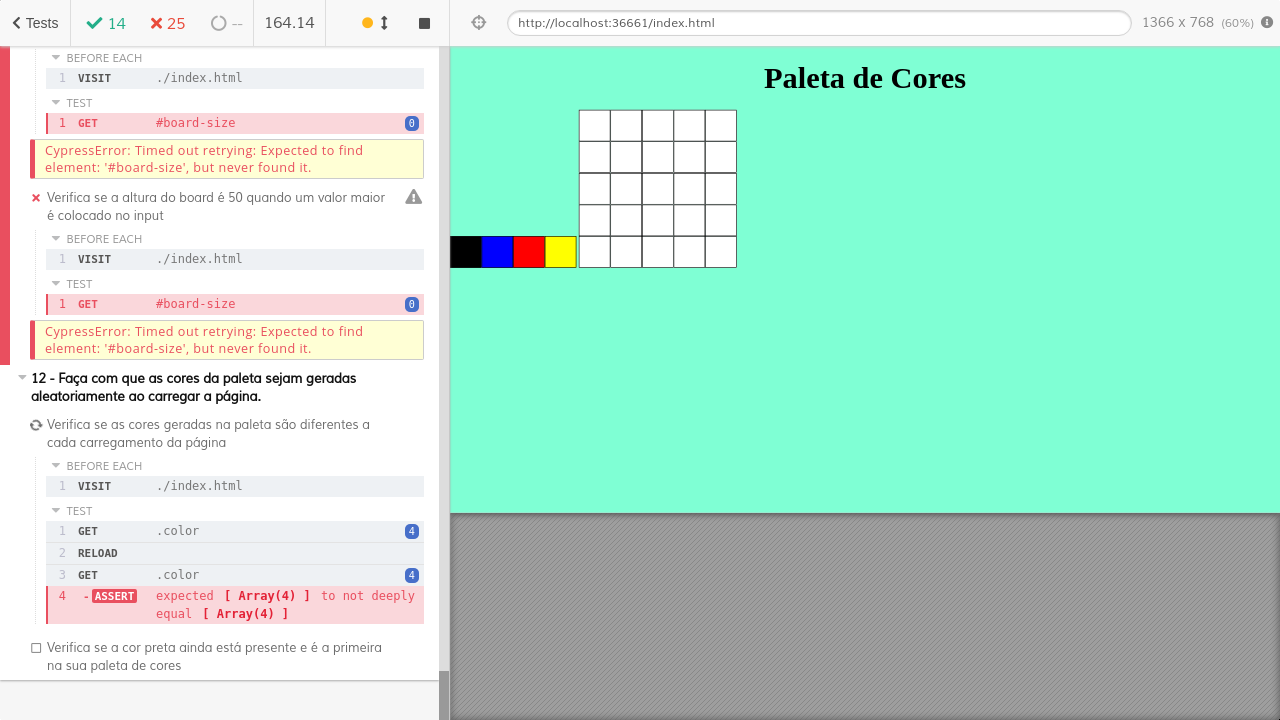 Tests
14
25
--
164.14
http://localhost:36661/index.html
1366 x 768 (60%)
BEFORE EACH
1 VISIT ./index.html
TEST
1 GET #board-size 0
CypressError: Timed out retrying: Expected to find
element: '#board-size', but never found it.
Verifica se a altura do board é 50 quando um valor maior
é colocado no input
BEFORE EACH
1 VISIT ./index.html
TEST
1 GET #board-size 0
CypressError: Timed out retrying: Expected to find
element: '#board-size', but never found it.
12 - Faça com que as cores da paleta sejam geradas
aleatoriamente ao carregar a página.
Verifica se as cores geradas na paleta são diferentes a
cada carregamento da página
BEFORE EACH
1 VISIT ./index.html
TEST
1 GET .color 4
2 RELOAD
3 GET .color 4
4 -ASSERT expected [ Array(4) ] to not deeply
equal [ Array(4) ]
Verifica se a cor preta ainda está presente e é a primeira
na sua paleta de cores
Paleta de Cores